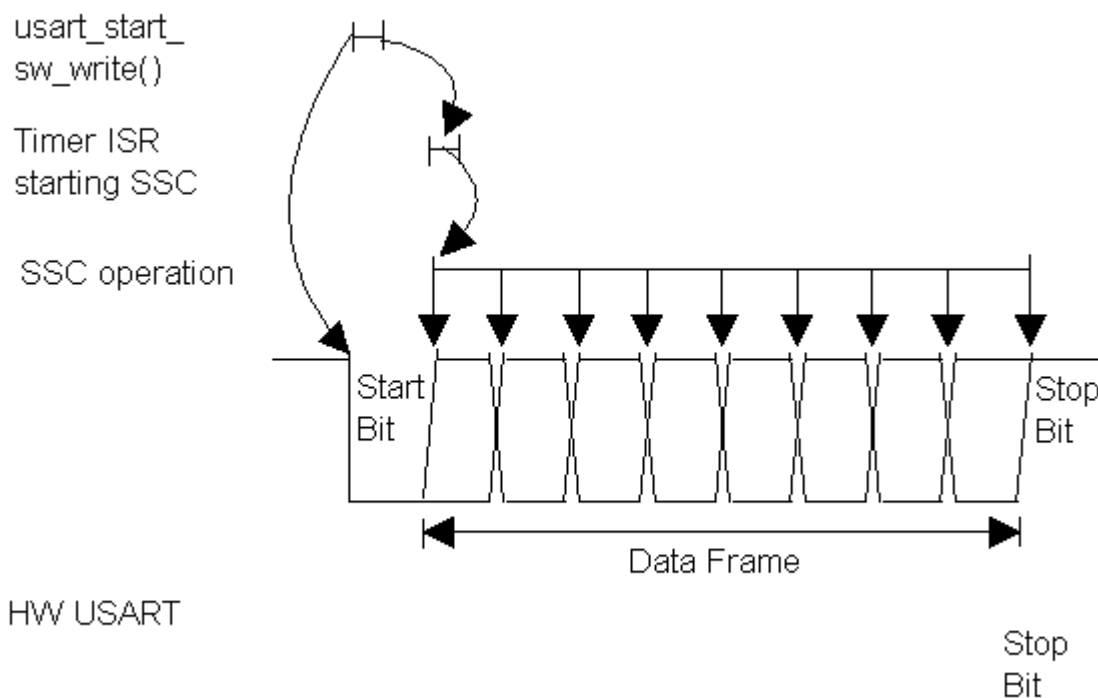 usart_start_
sw_write()
Timer ISR
starting SSC
SSC operation
Start
Bit
Stop
Bit
Data Frame
HW USART
Stop
Bit